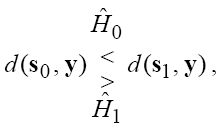 Ĥ0
<
d(s0, y)   d(s1, y) ,
>
Ĥ1